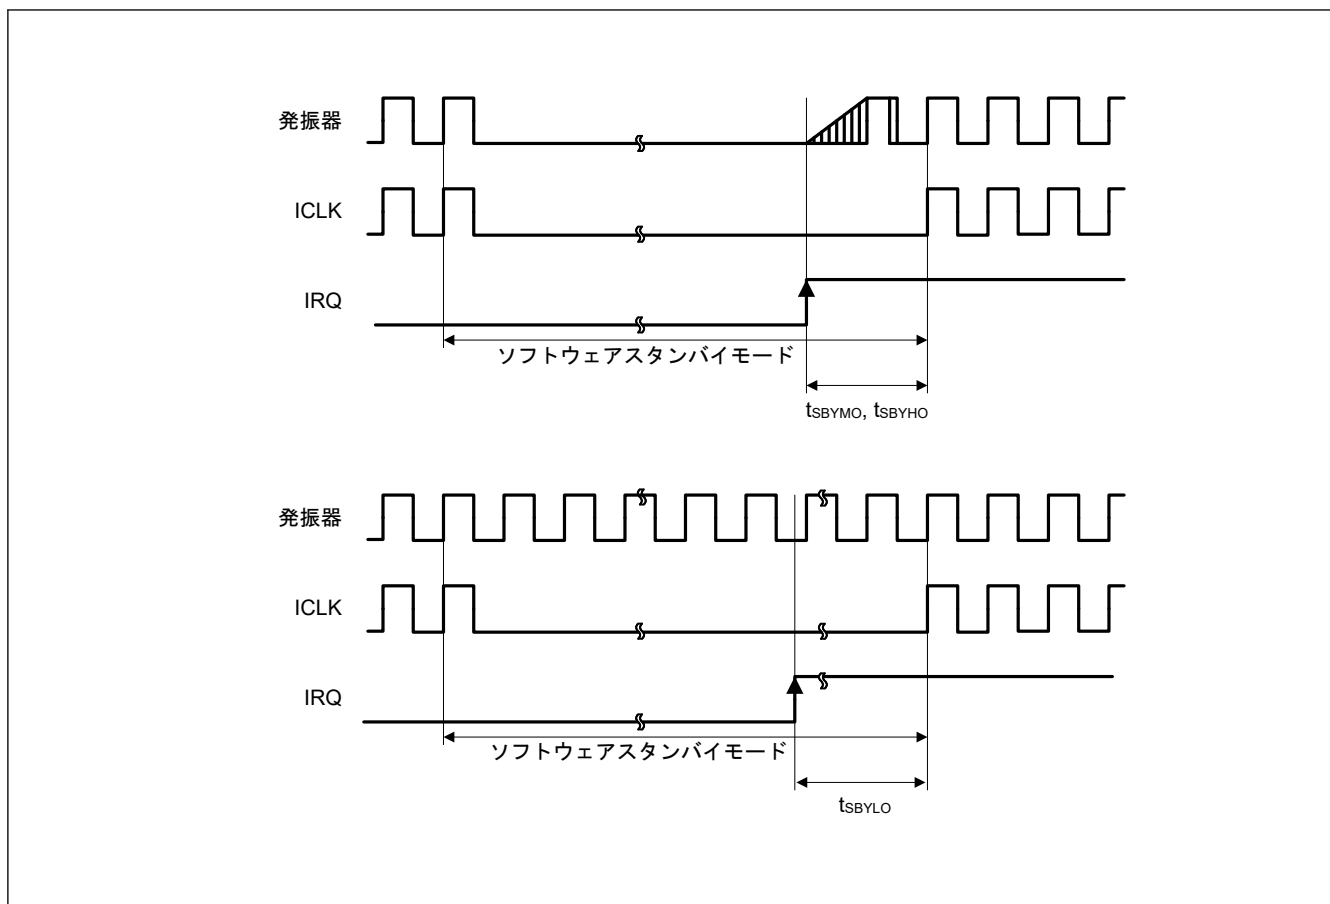 発振器
ICLK
IRQ
ソフトウェアスタンバイモード
tSBYMO, tSBYHO
発振器
ICLK
IRQ
ソフトウェアスタンバイモード
tSBYLO